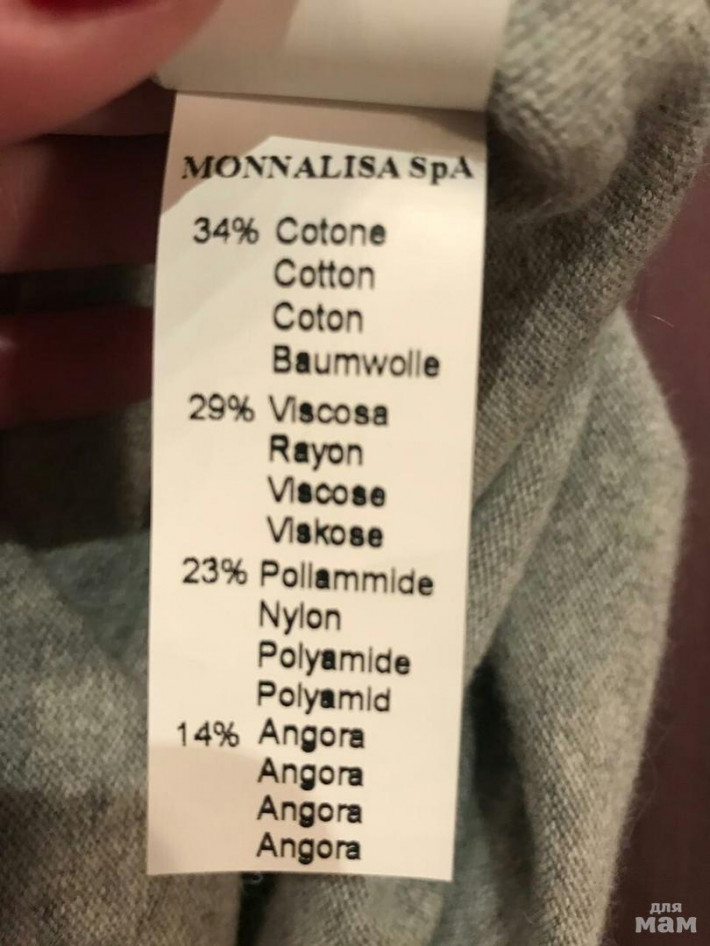 MONNALISA SpA
34% Cotone
Cotton
Coton
Baumwolle
29% Viscosa
Rayon
Viscose
Viskose
23% Poliammide
Nylon
Polyamide
Polyamid
14% Angora
Angora
Angora
Angora
для
мам